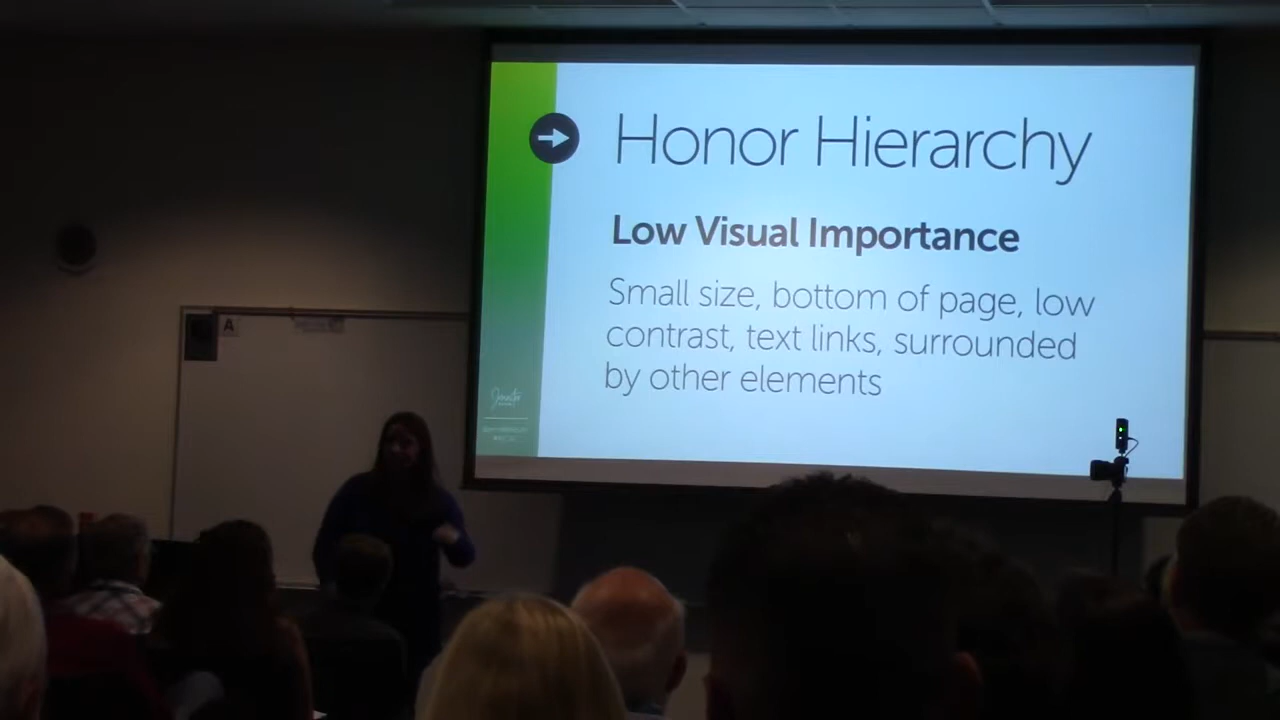 Honor Hierarchy
Low Visual Importance
Small size, bottom of page, low
contrast, text links, surrounded
by other elements
A